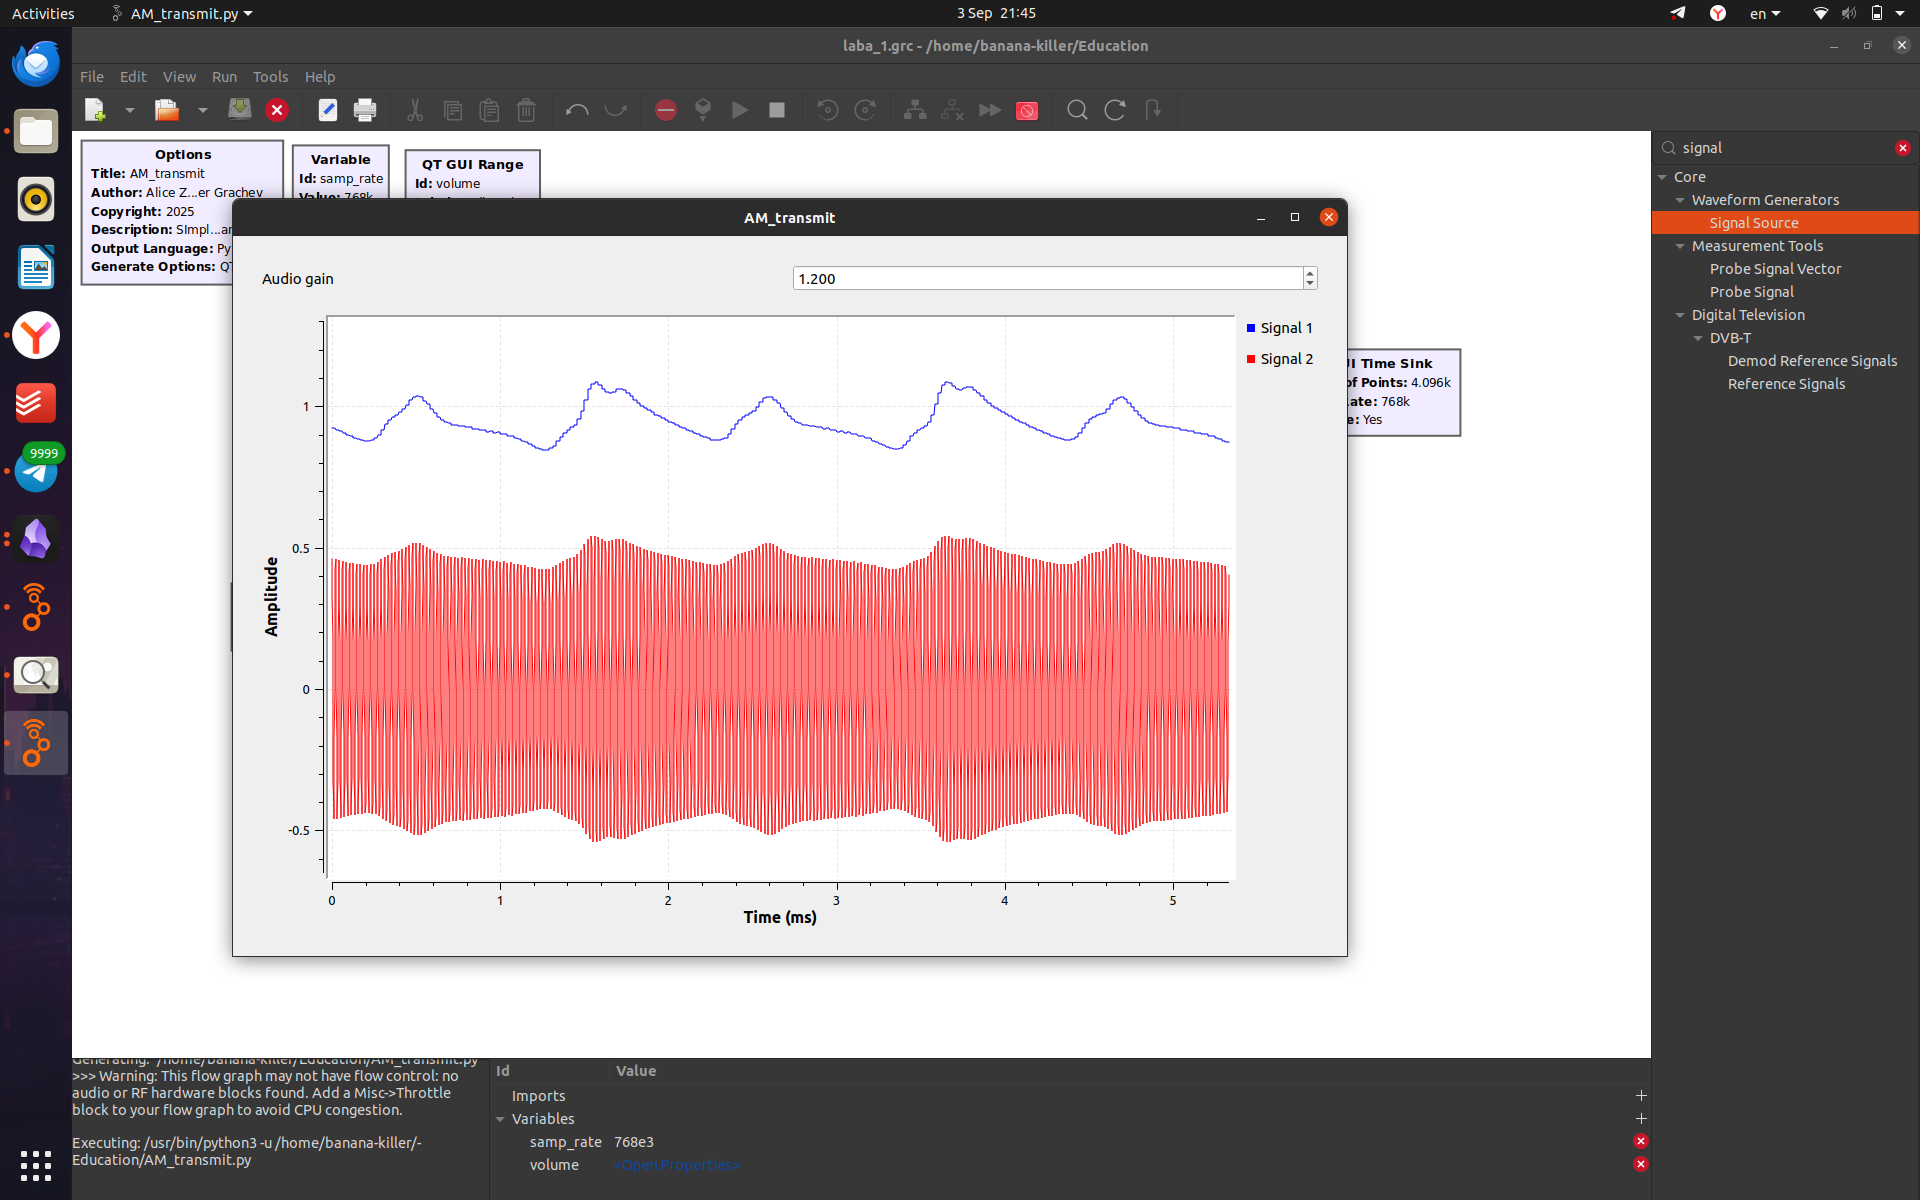 Activities
AM_transmit.py
3 Sep 21:45
en
laba_1.grc - /home/banana-killer/Education
File Edit View Run Tools Help
Options
Title: AM_transmit
Author: Alice Z...er Grachev
Copyright: 2025
Description: SImpl...ar
Output Language: Py
Generate Options: QT
Variable
Id: samp_rate
Value: 768k
QT GUI Range
Id: volume
AM_transmit
Audio gain
1.200
Signal 1
Signal 2
1
0.5
0
-0.5
Amplitude
0 1 2 3 4 5
Time (ms)
UI Time Sink
of Points: 4.096k
ate: 768k
e: Yes
signal
Core
Waveform Generators
Signal Source
Measurement Tools
Probe Signal Vector
Probe Signal
Digital Television
DVB-T
Demod Reference Signals
Reference Signals
9999
Generating: '/home/banana-killer/Education/AM_transmit.py'
>>> Warning: This flow graph may not have flow control: no
audio or RF hardware blocks found. Add a Misc->Throttle
block to your flow graph to avoid CPU congestion.
Executing: /usr/bin/python3 -u /home/banana-killer/-
Education/AM_transmit.py
Id Value
Imports
Variables
samp_rate 768e3
volume <Open Properties>